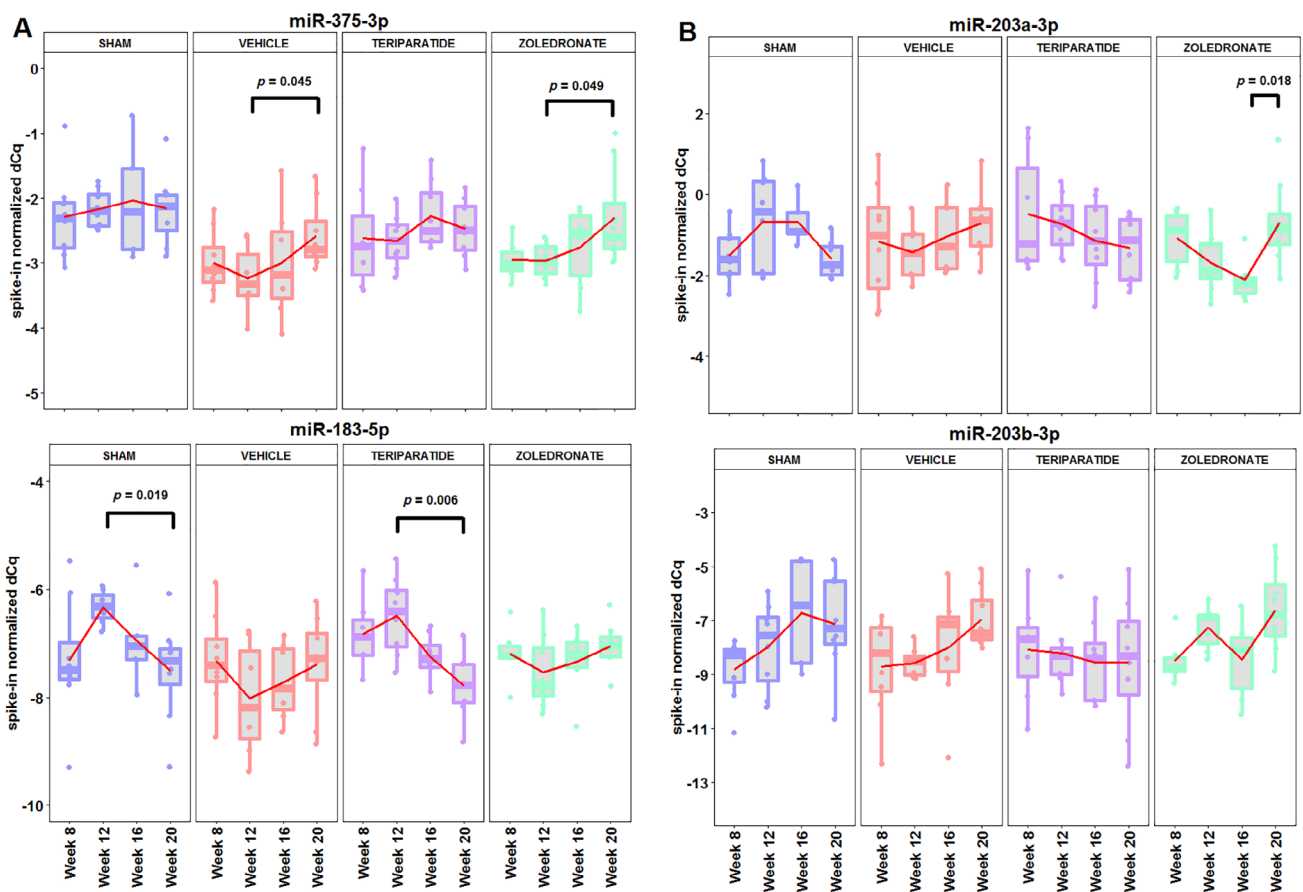 A
miR-375-3p
SHAM VEHICLE TERIPARATIDE ZOLEDRONATE
spike-in normalized dCq
0
-1
-2
-3
-4
-5
p = 0.045
p = 0.049
miR-183-5p
SHAM VEHICLE TERIPARATIDE ZOLEDRONATE
spike-in normalized dCq
-4
-6
-8
-10
p = 0.019
p = 0.006
Week 8 Week 12 Week 16 Week 20 Week 8 Week 12 Week 16 Week 20 Week 8 Week 12 Week 16 Week 20 Week 8 Week 12 Week 16 Week 20
B
miR-203a-3p
SHAM VEHICLE TERIPARATIDE ZOLEDRONATE
spike-in normalized dCq
2
0
-2
-4
p = 0.018
miR-203b-3p
SHAM VEHICLE TERIPARATIDE ZOLEDRONATE
spike-in normalized dCq
-3
-5
-7
-9
-11
-13
Week 8 Week 12 Week 16 Week 20 Week 8 Week 12 Week 16 Week 20 Week 8 Week 12 Week 16 Week 20 Week 8 Week 12 Week 16 Week 20